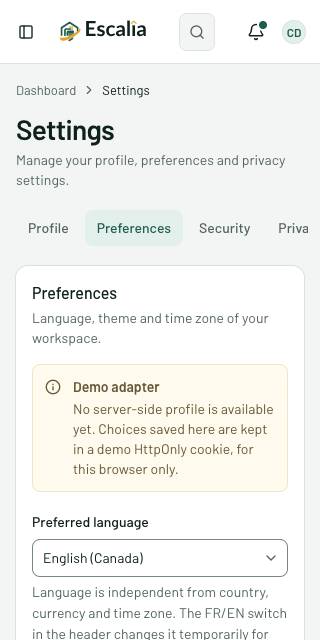 Escalia
CD
Dashboard > Settings
Settings
Manage your profile, preferences and privacy
settings.
Profile Preferences Security Priva
Preferences
Language, theme and time zone of your
workspace.
Demo adapter
No server-side profile is available
yet. Choices saved here are kept
in a demo HttpOnly cookie, for
this browser only.
Preferred language
English (Canada)
Language is independent from country,
currency and time zone. The FR/EN switch
in the header changes it temporarily for